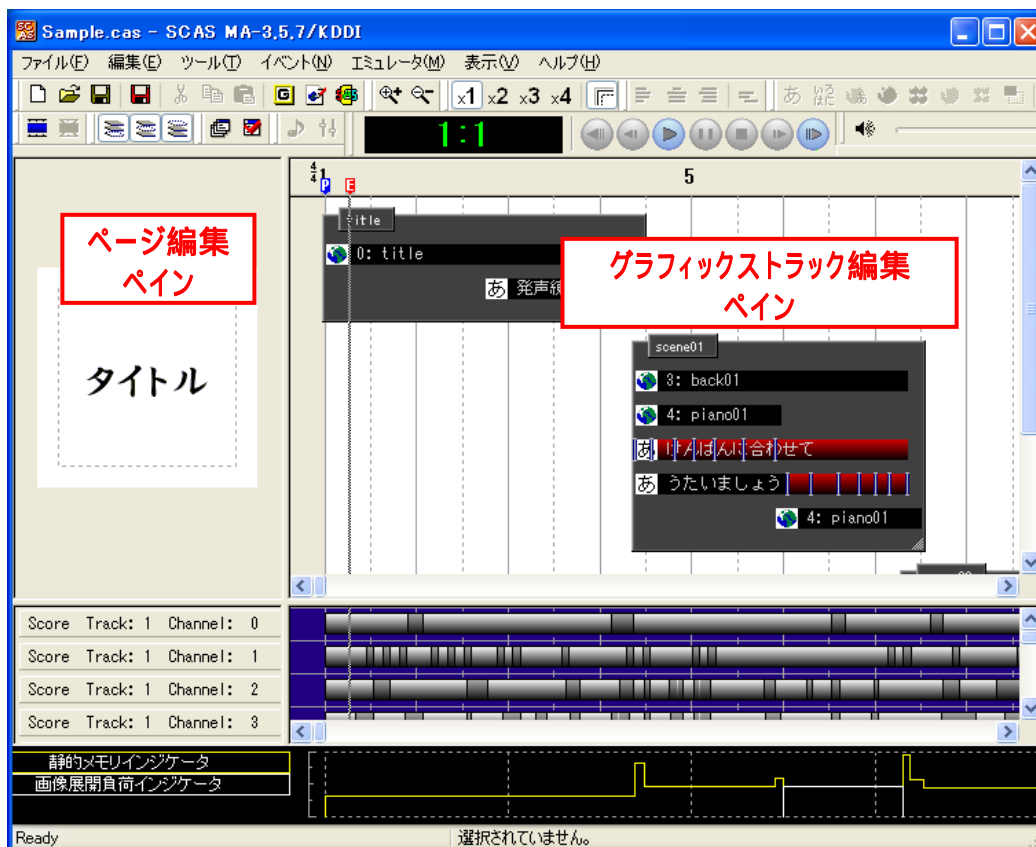 Sample.cas - SCAS MA-3,5,7/KDDI
ファイル(F) 編集(E) ツール(T) イベント(N) エミュレータ(M) 表示(V) ヘルプ(H)
x1 x2 x3 x4
1:1
4/4 1 5
P E
title
0: title
あ 発声練
ページ編集
ペイン
グラフィックストラック編集
ペイン
タイトル
scene01
3: back01
4: piano01
あ けんばんに合わせて
あ うたいましょう
4: piano01
Score Track: 1 Channel: 0
Score Track: 1 Channel: 1
Score Track: 1 Channel: 2
Score Track: 1 Channel: 3
静的メモリインジケータ
画像展開負荷インジケータ
Ready 選択されていません。